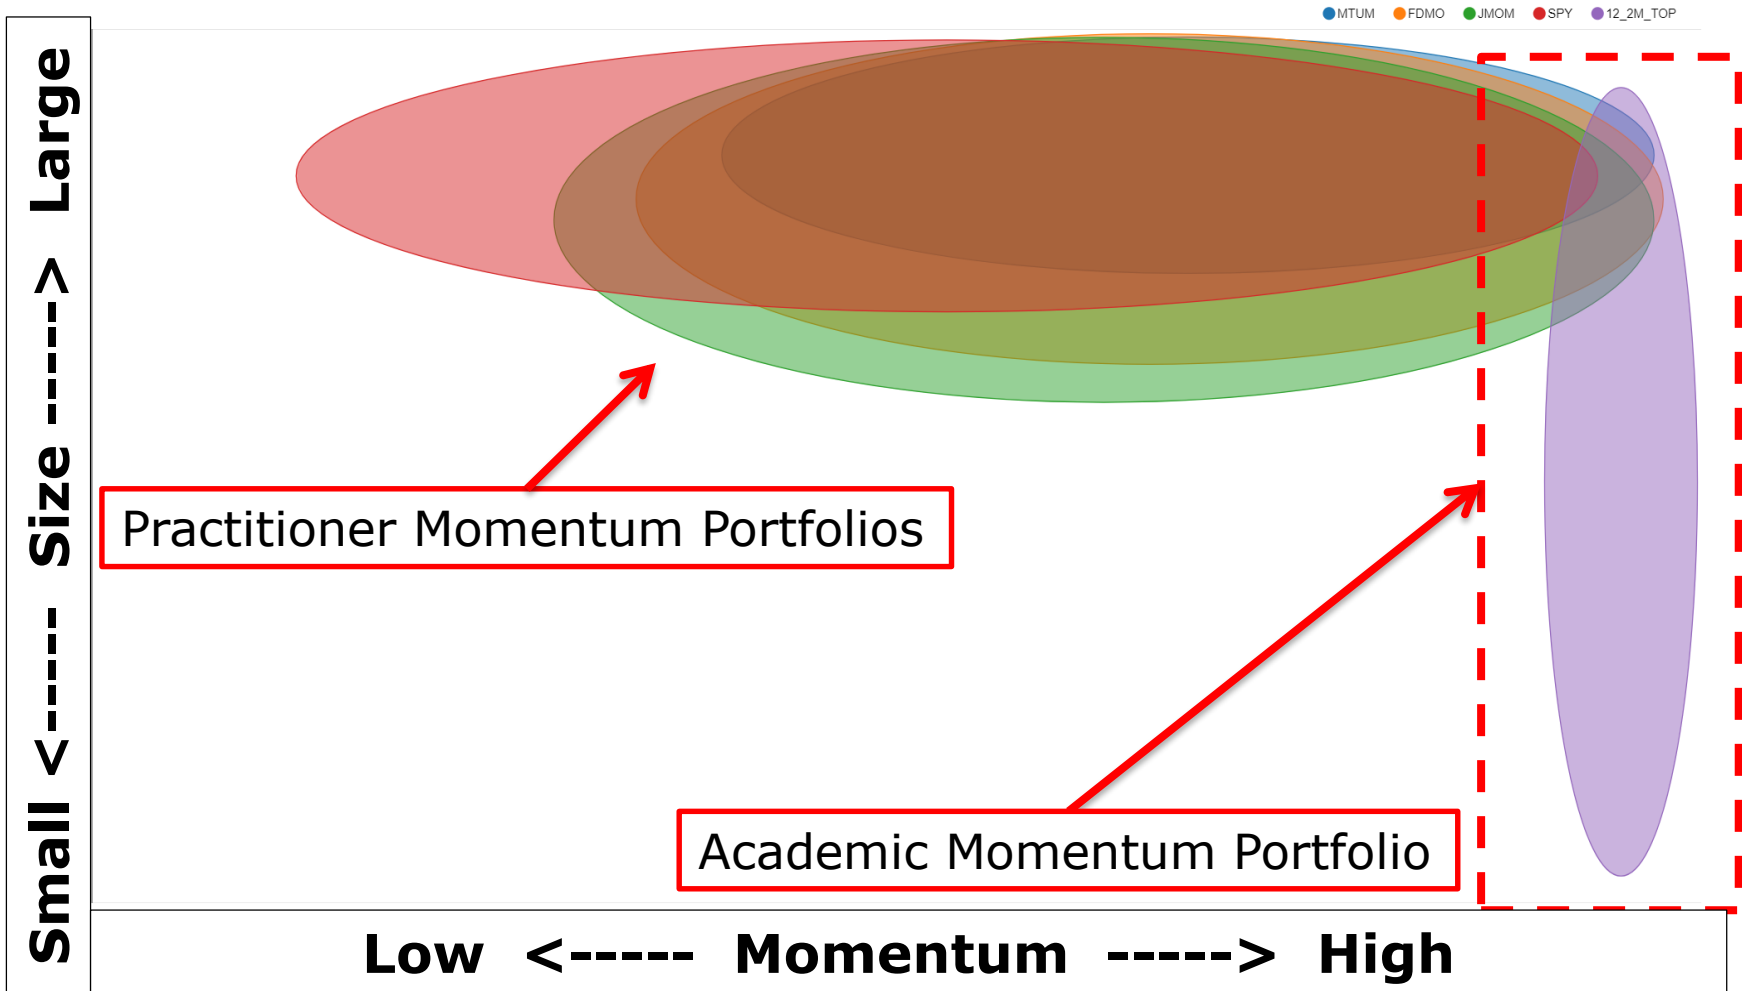 MTUM FDMO JMOM SPY 12_2M_TOP
Small <----- Size -----> Large
Practitioner Momentum Portfolios
Academic Momentum Portfolio
Low <----- Momentum -----> High